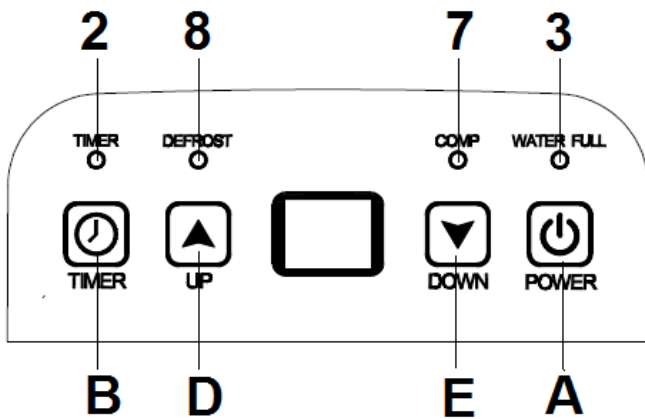 2 8 7 3
TIMER DEFROST COMP WATER FULL
TIMER UP DOWN POWER
B D E A